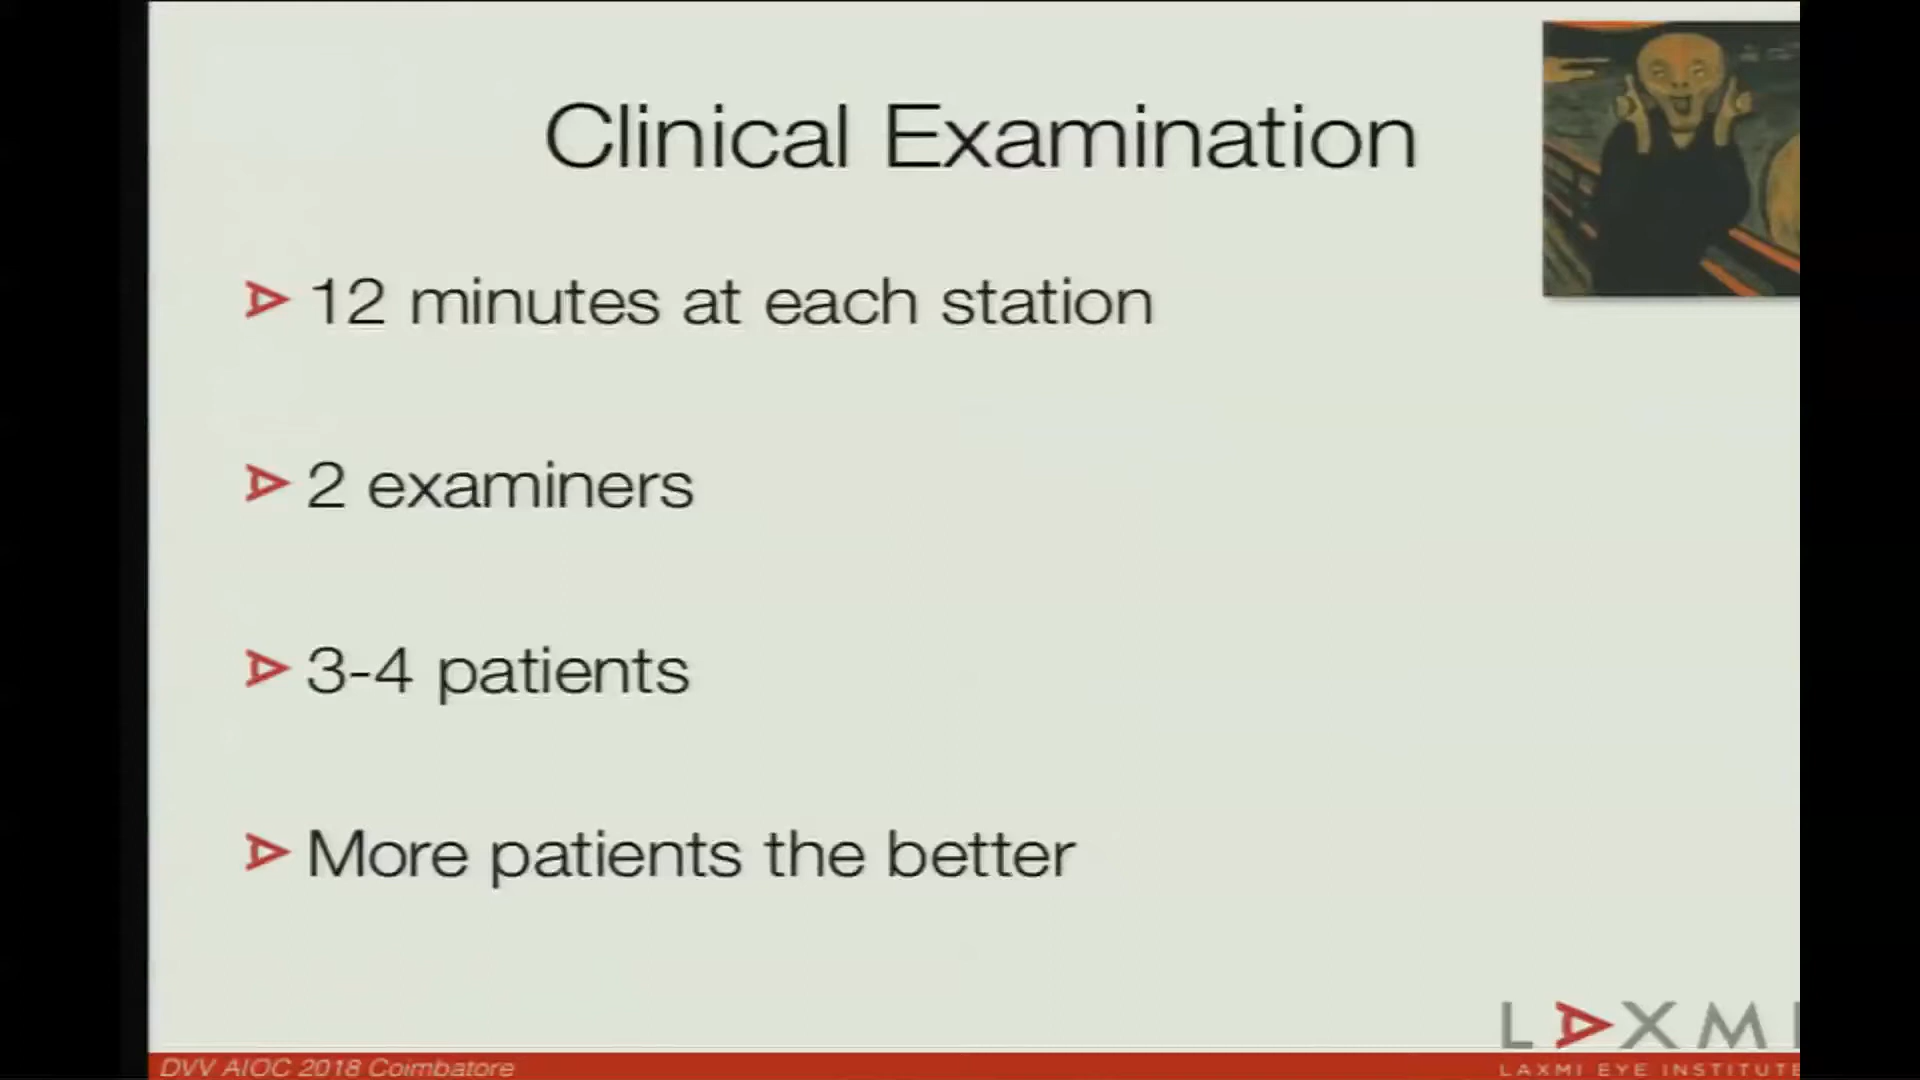 Clinical Examination
12 minutes at each station
2 examiners
3-4 patients
More patients the better
LAXMI
LAXMI EYE INSTITUTE
DVV AIOC 2018 Coimbatore